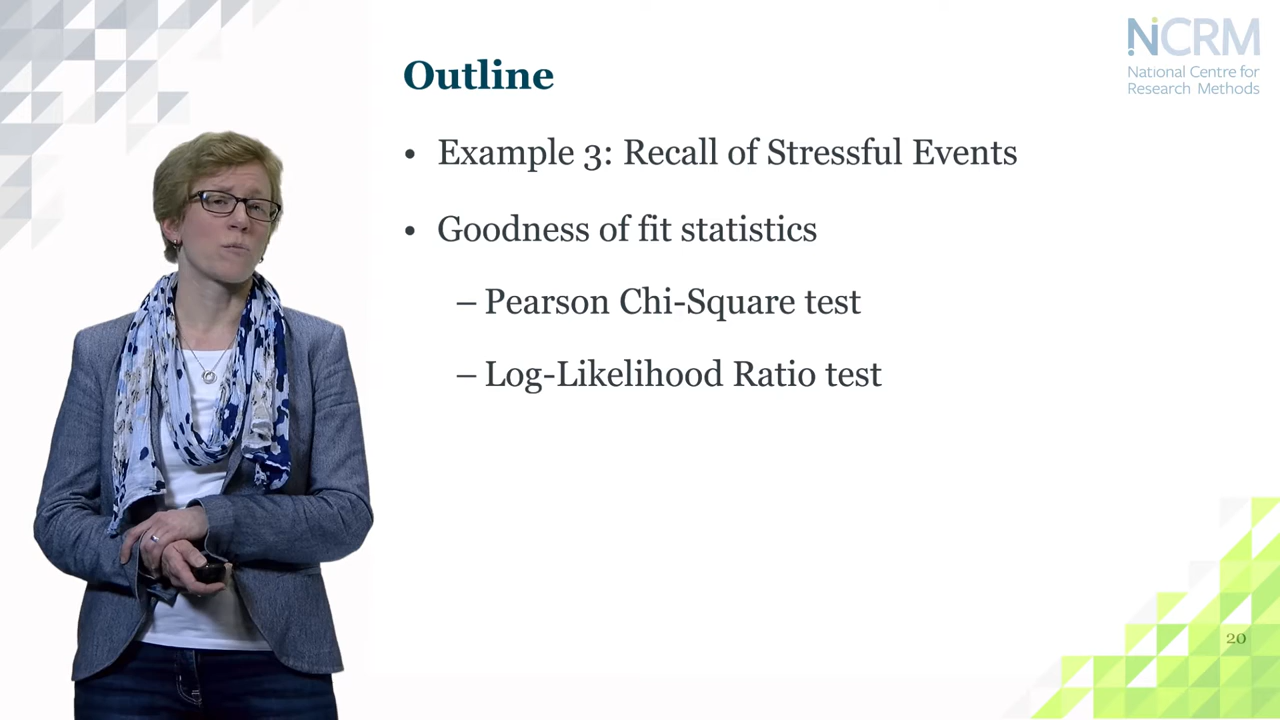 NCRM
National Centre for
Research Methods
Outline
• Example 3: Recall of Stressful Events
• Goodness of fit statistics
– Pearson Chi-Square test
– Log-Likelihood Ratio test
20